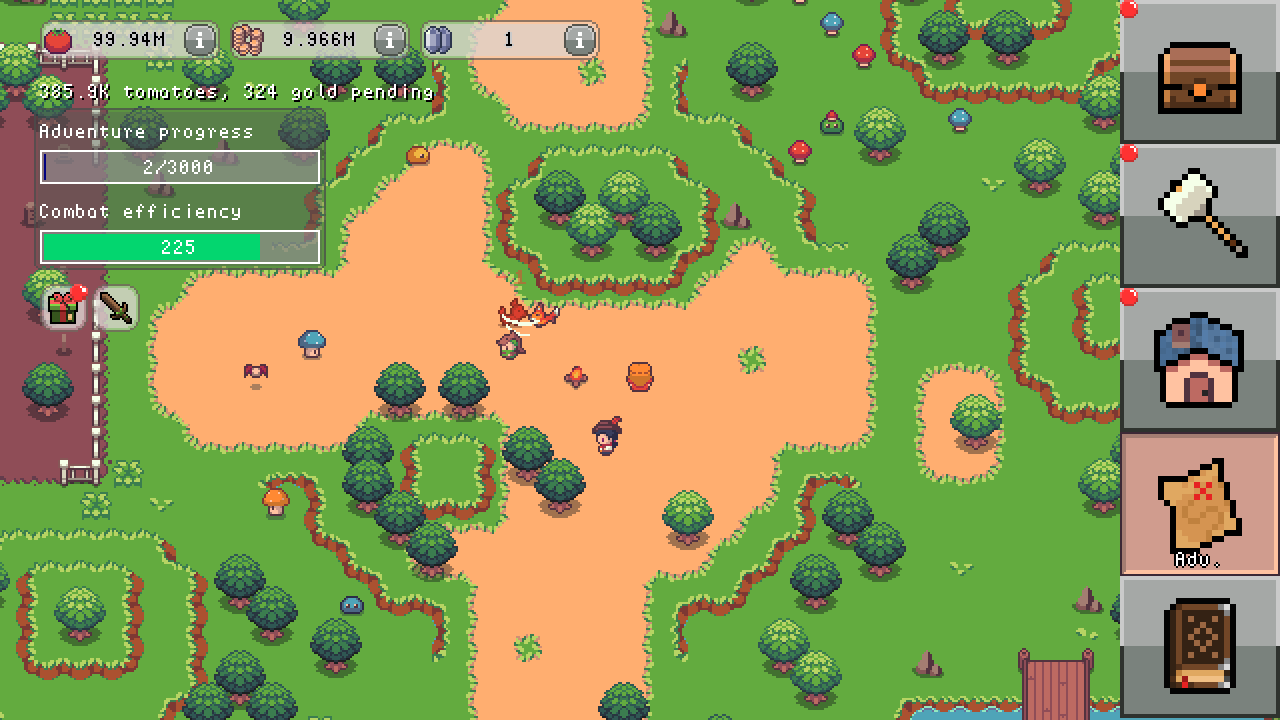 99.94M
9.966M
1
385.9K tomatoes, 324 gold pending
Adventure progress
2/3000
Combat efficiency
225
Adv.